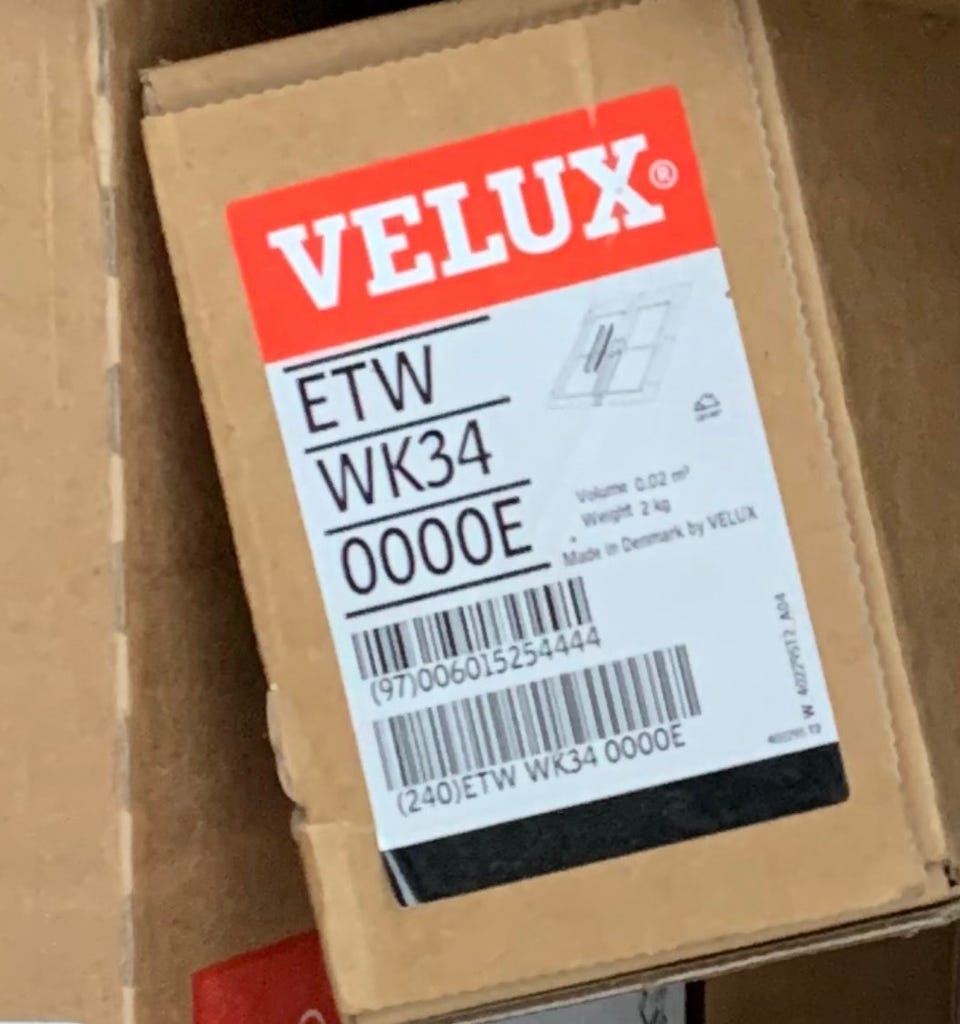 VELUX®
ETW
WK34
0000E
Volume 0.02 m³
Weight 2 kg
Made in Denmark by VELUX
(97)006015254444
(240)ETW WK34 0000E